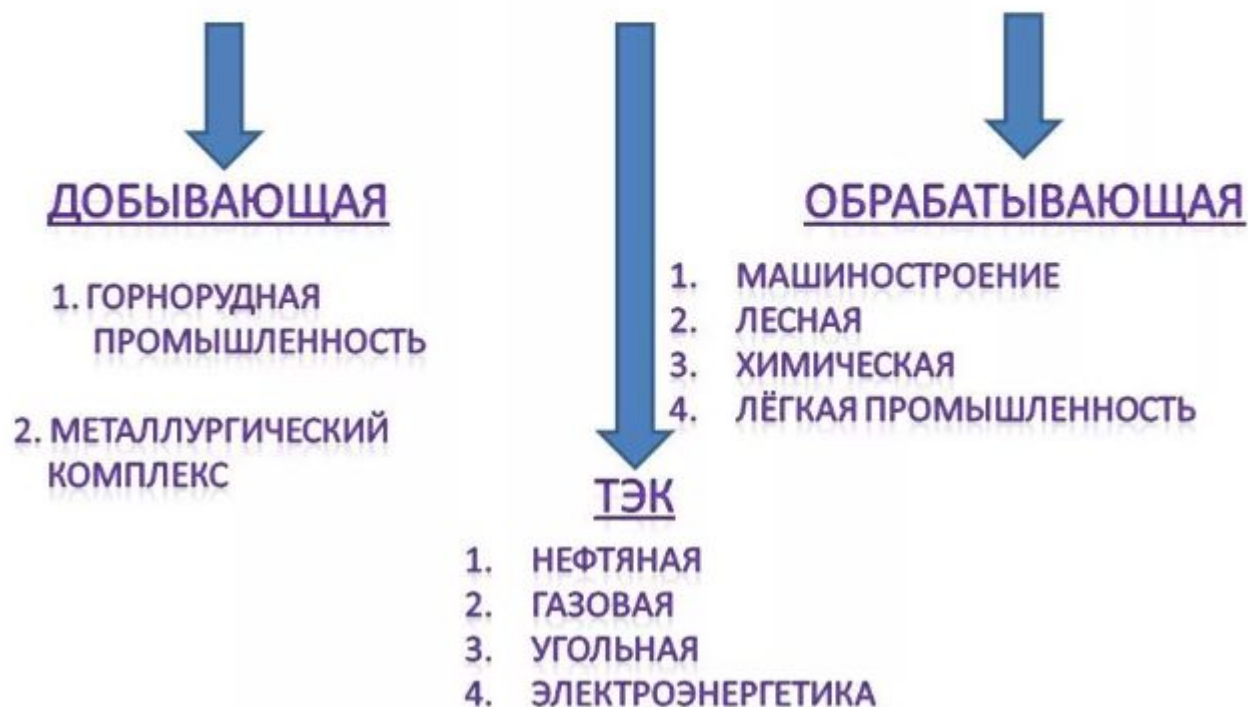 ДОБЫВАЮЩАЯ
1. ГОРНОРУДНАЯ
ПРОМЫШЛЕННОСТЬ
2. МЕТАЛЛУРГИЧЕСКИЙ
КОМПЛЕКС
ОБРАБАТЫВАЮЩАЯ
1. МАШИНОСТРОЕНИЕ
2. ЛЕСНАЯ
3. ХИМИЧЕСКАЯ
4. ЛЁГКАЯ ПРОМЫШЛЕННОСТЬ
ТЭК
1. НЕФТЯНАЯ
2. ГАЗОВАЯ
3. УГОЛЬНАЯ
4. ЭЛЕКТРОЭНЕРГЕТИКА